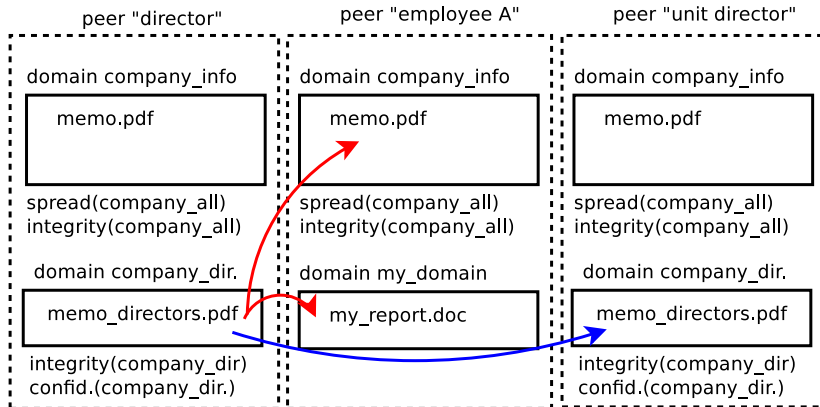 peer "director"
domain company_info
memo.pdf
spread(company_all)
integrity(company_all)
domain company_dir.
memo_directors.pdf
integrity(company_dir)
confid.(company_dir.)
peer "employee A"
domain company_info
memo.pdf
spread(company_all)
integrity(company_all)
domain my_domain
my_report.doc
peer "unit director"
domain company_info
memo.pdf
spread(company_all)
integrity(company_all)
domain company_dir.
memo_directors.pdf
integrity(company_dir)
confid.(company_dir.)